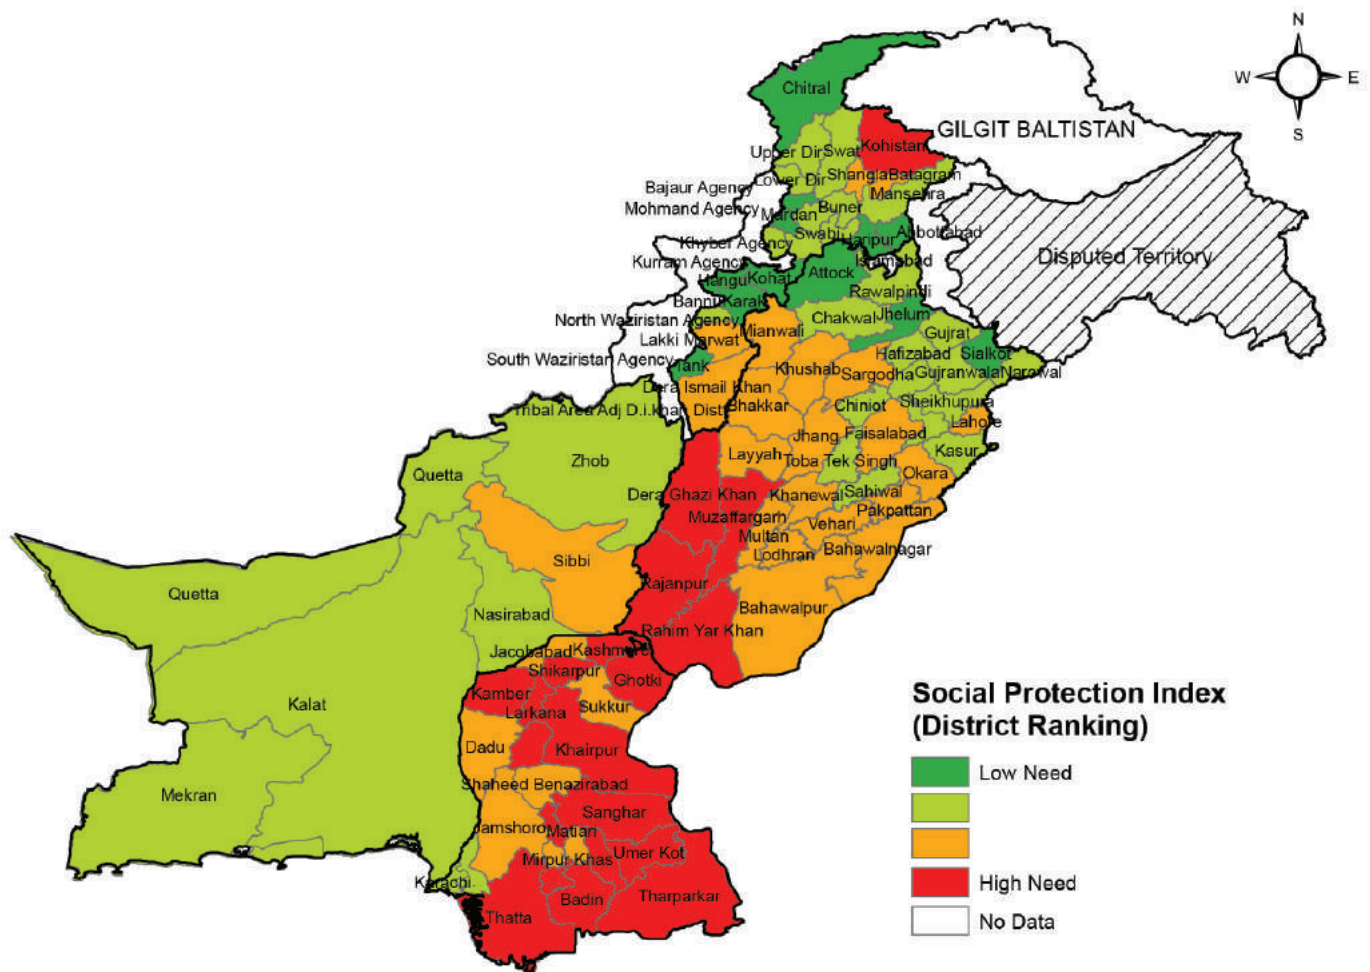 N
W
E
S
Chitral
GILGIT BALTISTAN
Upper Dir
Swat
Kohistan
Lower Dir
Shangla
Batagram
Bajaur Agency
Mansehra
Mohmand Agency
Mardan
Buner
Swabi
Haripur
Abbottabad
Khyber Agency
Disputed Territory
Kurram Agency
Islamabad
Hangu
Kohat
Attock
Rawalpindi
Bannu
Karak
Chakwal
Jhelum
North Waziristan Agency
Mianwali
Gujrat
Lakki Marwat
Hafizabad
Sialkot
South Waziristan Agency
Tank
Khushab
Sargodha
Gujranwala
Narowal
Dera Ismail Khan
Tribal Area Adj D.i.khan Distt
Bhakkar
Chiniot
Sheikhupura
Lahore
Jhang
Faisalabad
Layyah
Toba Tek Singh
Kasur
Okara
Zhob
Quetta
Dera Ghazi Khan
Khanewal
Sahiwal
Pakpattan
Muzaffargarh
Vehari
Multan
Lodhran
Bahawalnagar
Sibbi
Rajanpur
Quetta
Nasirabad
Bahawalpur
Rahim Yar Khan
Jacobabad
Kashmore
Shikarpur
Ghotki
Kamber
Larkana
Sukkur
Kalat
Dadu
Khairpur
Shaheed Benazirabad
Mekran
Sanghar
Jamshoro
Matiari
Mirpur Khas
Umer Kot
Karachi
Badin
Tharparkar
Thatta
Social Protection Index
(District Ranking)
Low Need
High Need
No Data